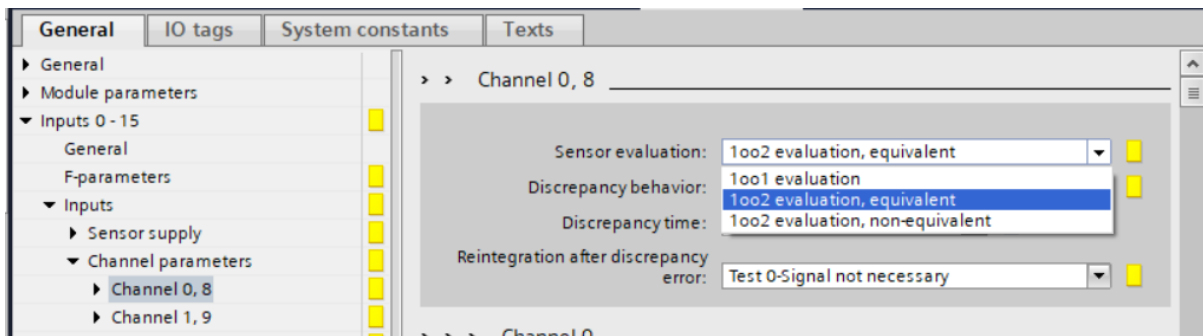 General IO tags System constants Texts
General
Module parameters
Inputs 0 - 15
General
F-parameters
Inputs
Sensor supply
Channel parameters
Channel 0, 8
Channel 1, 9
> > Channel 0, 8
Sensor evaluation: 1oo2 evaluation, equivalent
1oo1 evaluation
1oo2 evaluation, equivalent
1oo2 evaluation, non-equivalent
Discrepancy behavior:
Discrepancy time:
Reintegration after discrepancy
error: Test 0-Signal not necessary
> > > Channel 0